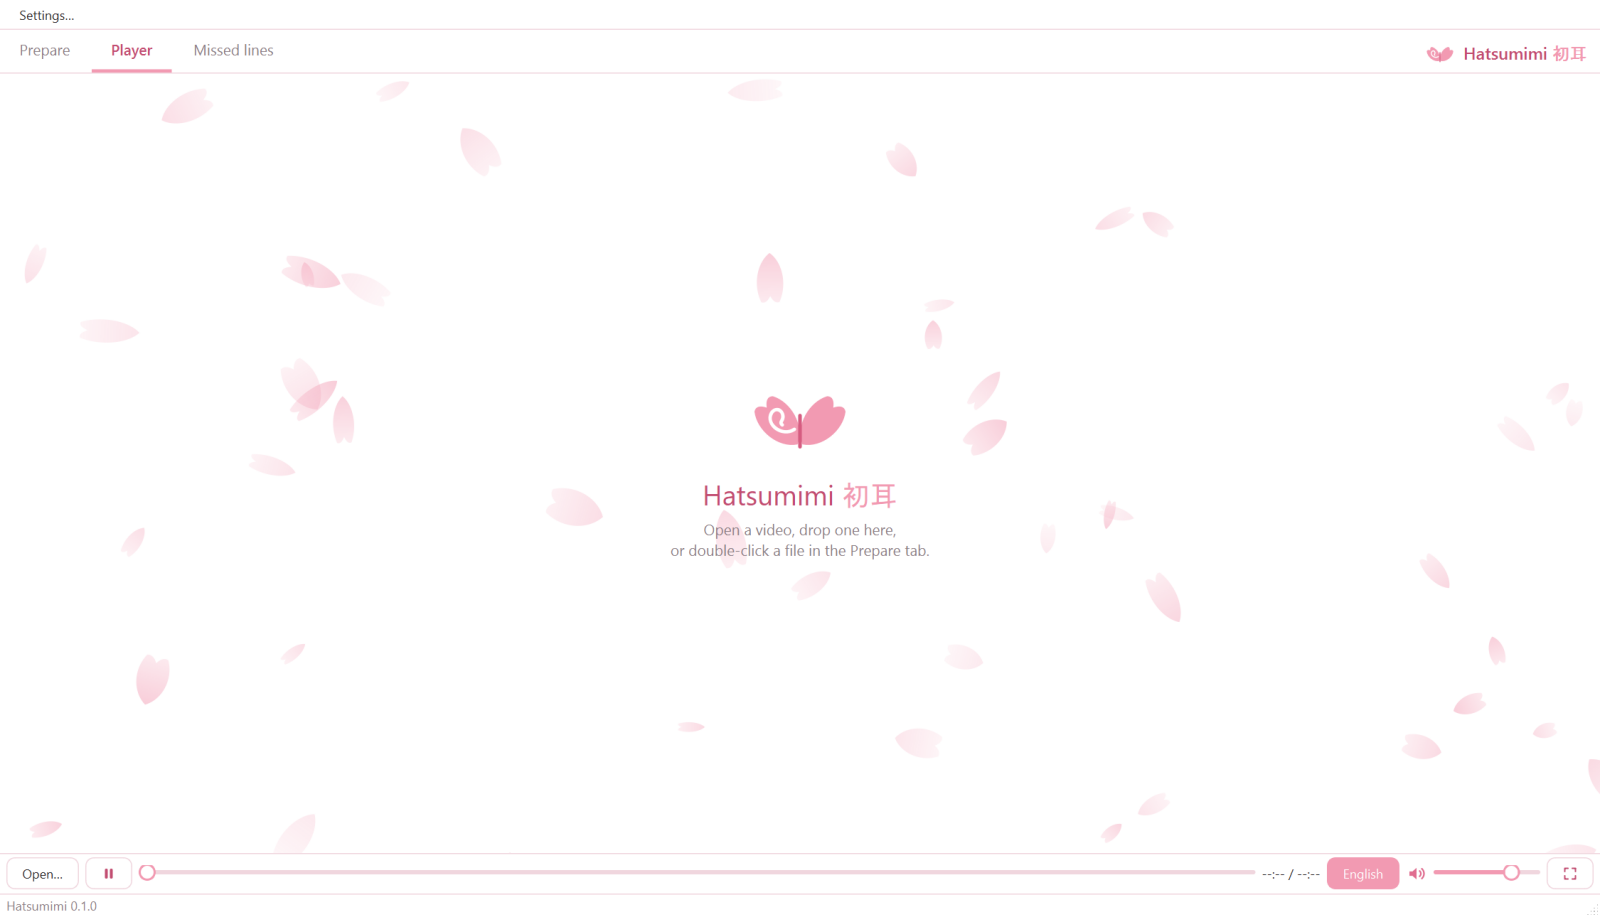 Settings...
Prepare
Player
Missed lines
Hatsumimi 初耳
Hatsumimi 初耳
Open a video, drop one here,
or double-click a file in the Prepare tab.
Open...
--:-- / --:--
English
Hatsumimi 0.1.0